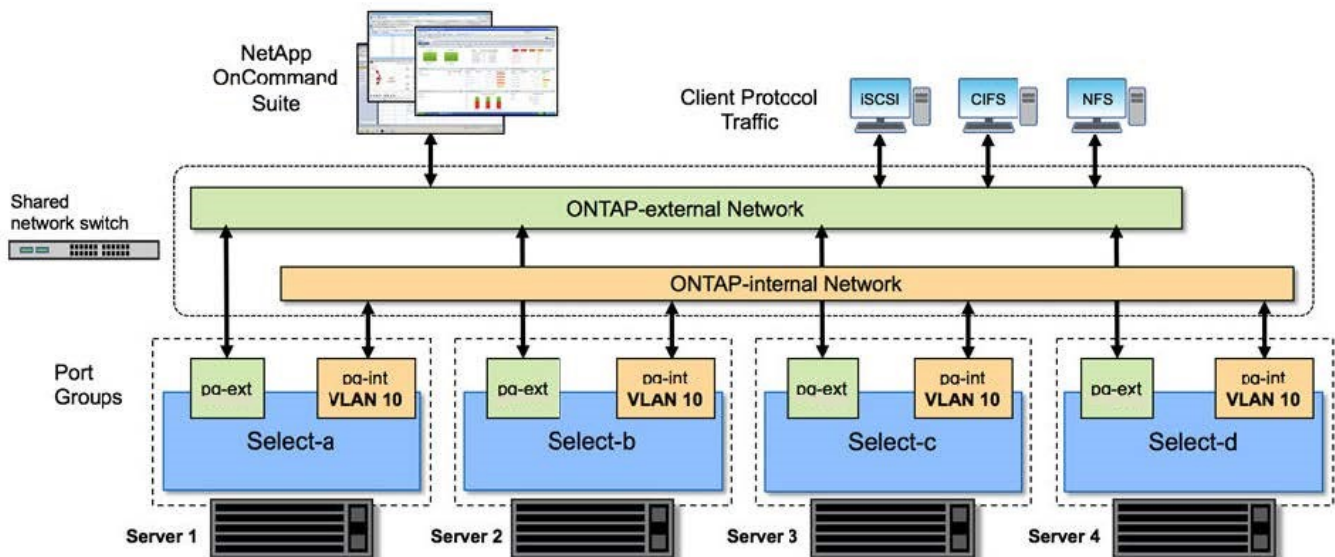 NetApp
OnCommand
Suite
Client Protocol
Traffic
iSCSI
CIFS
NFS
Shared
network switch
ONTAP-external Network
ONTAP-internal Network
Port
Groups
pg-ext
pg-int
VLAN 10
Select-a
pg-ext
pg-int
VLAN 10
Select-b
pg-ext
pg-int
VLAN 10
Select-c
pg-ext
pg-int
VLAN 10
Select-d
Server 1
Server 2
Server 3
Server 4